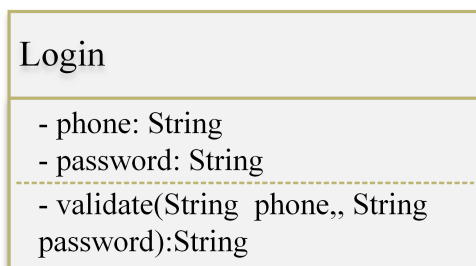 Login
- phone: String
- password: String
- validate(String phone,, String
password):String